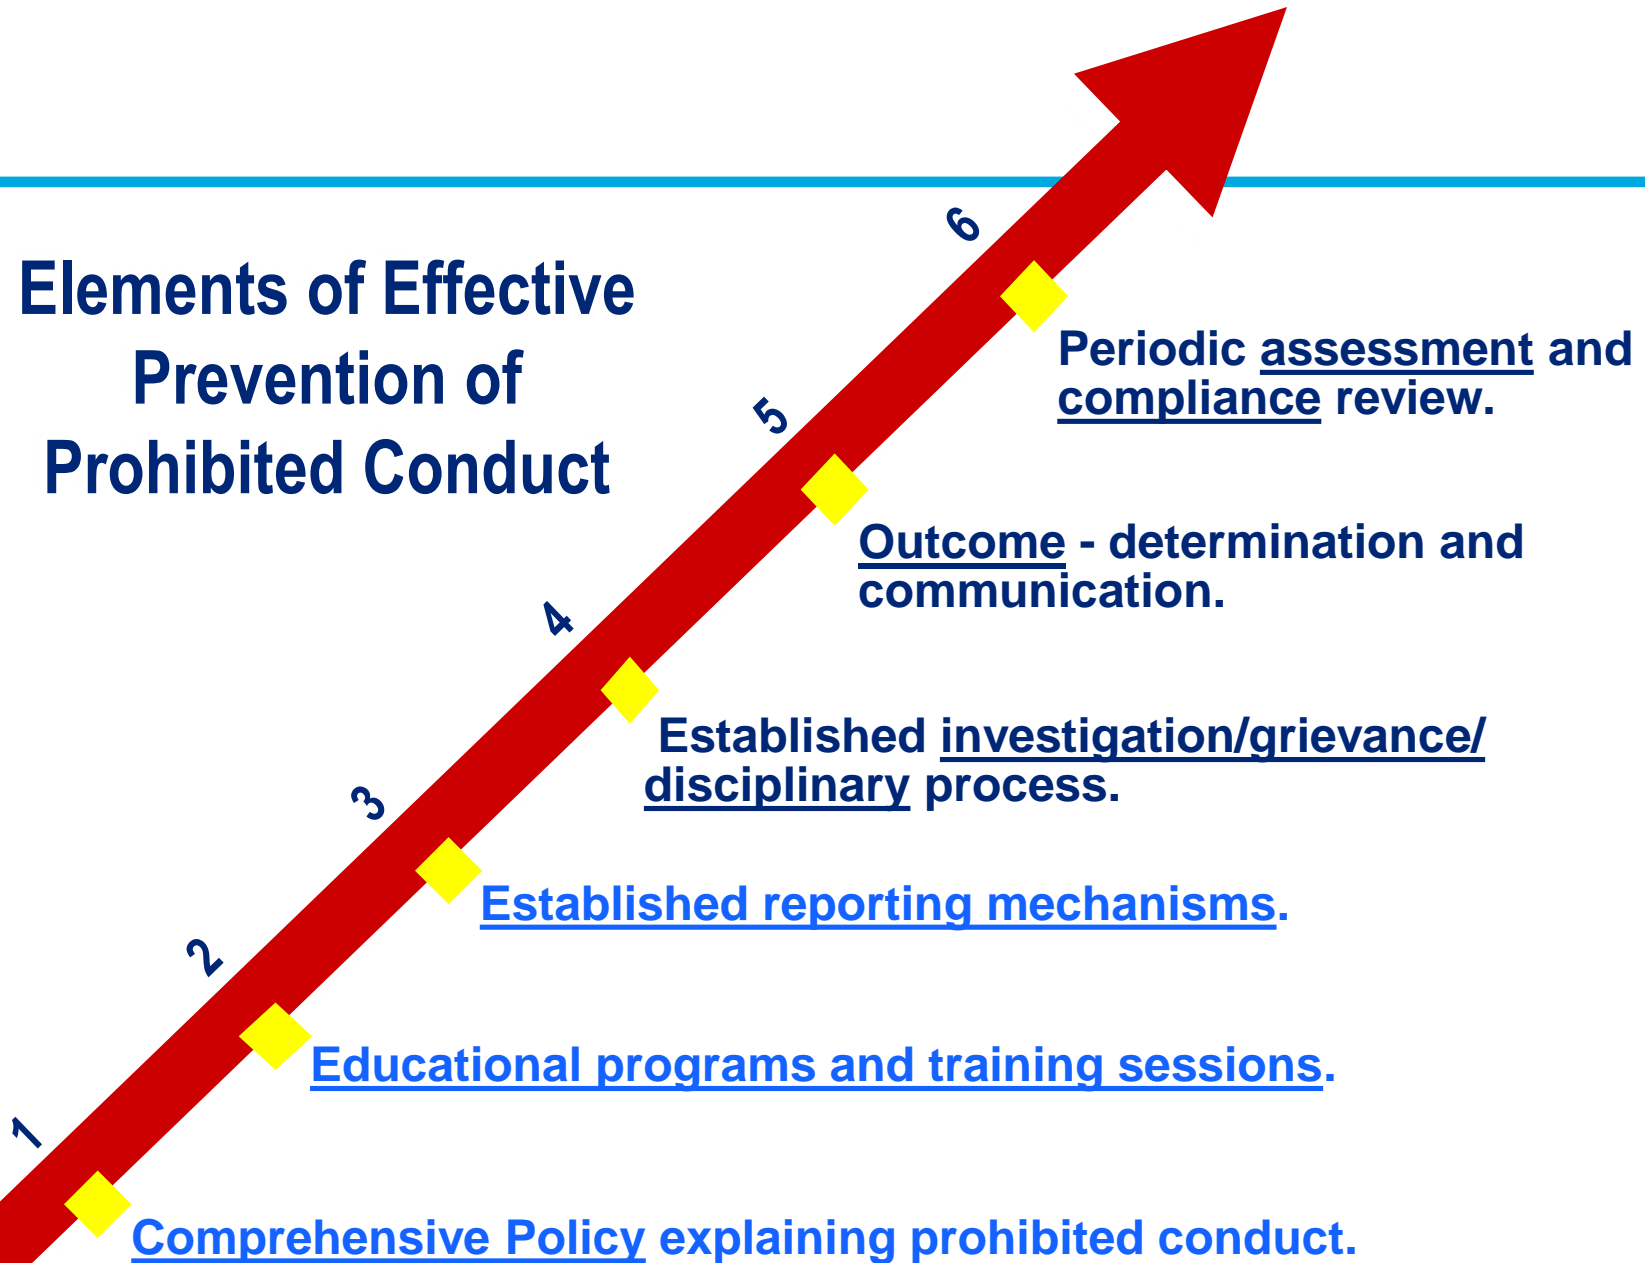 Elements of Effective
Prevention of
Prohibited Conduct
6
Periodic assessment and
compliance review.
5
Outcome - determination and
communication.
4
Established investigation/grievance/
disciplinary process.
3
Established reporting mechanisms.
2
Educational programs and training sessions.
1
Comprehensive Policy explaining prohibited conduct.